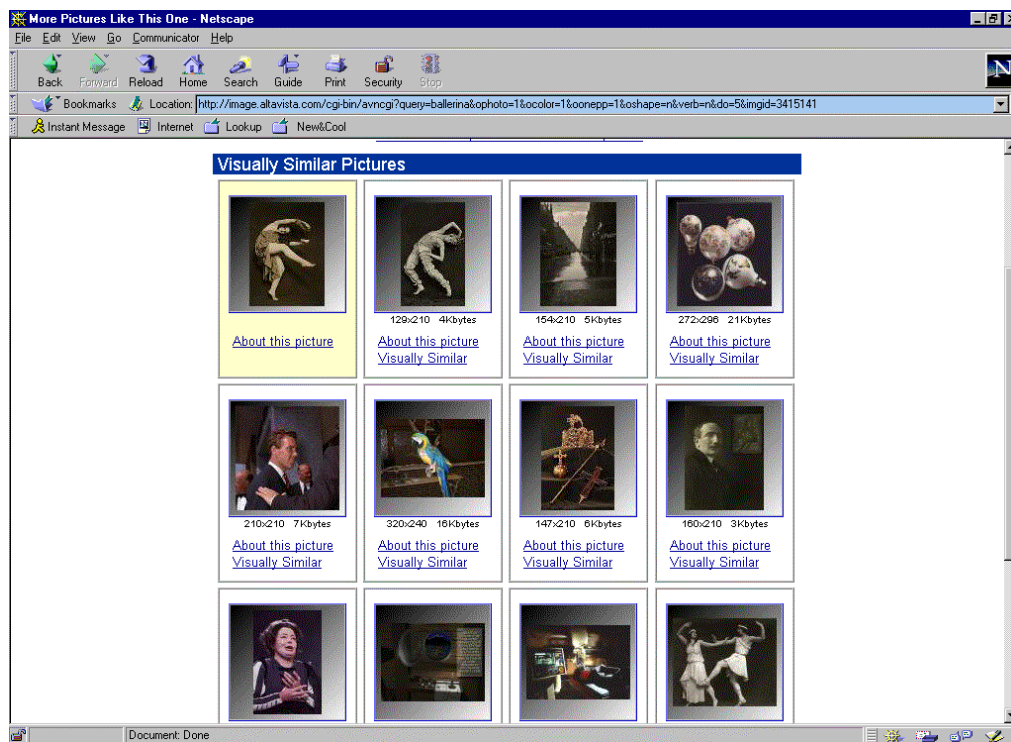 More Pictures Like This One - Netscape
File Edit View Go Communicator Help
Back Forward Reload Home Search Guide Print Security Stop
N
Bookmarks Location: http://image.altavista.com/cgi-bin/avncgi?query=ballerina&ophoto=1&ocolor=1&oonepp=1&oshape=n&verb=n&do=5&imgid=3415141
Instant Message Internet Lookup New&Cool
Visually Similar Pictures
129x210 4Kbytes 154x210 5Kbytes 272x296 21Kbytes
About this picture About this picture About this picture About this picture
Visually Similar Visually Similar Visually Similar
210x210 7Kbytes 320x240 16Kbytes 147x210 6Kbytes 160x210 3Kbytes
About this picture About this picture About this picture About this picture
Visually Similar Visually Similar Visually Similar Visually Similar
Document: Done